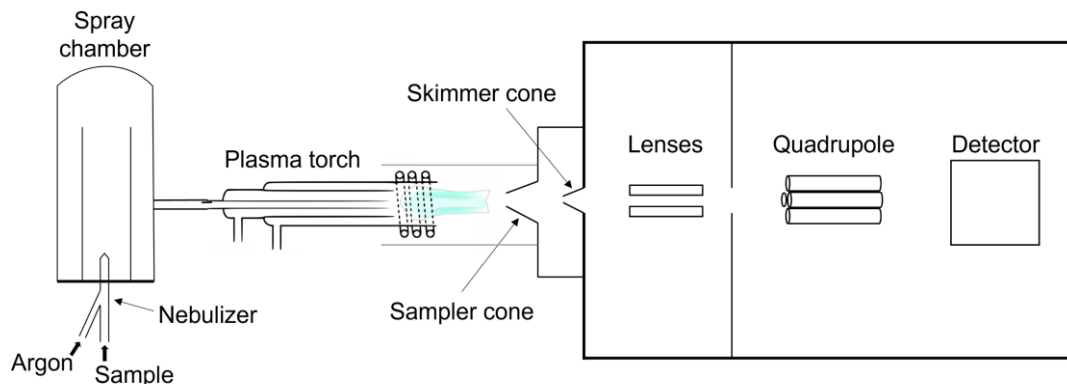 Spray
chamber
Plasma torch
Nebulizer
Argon
Sample
Skimmer cone
Sampler cone
Lenses
Quadrupole
Detector